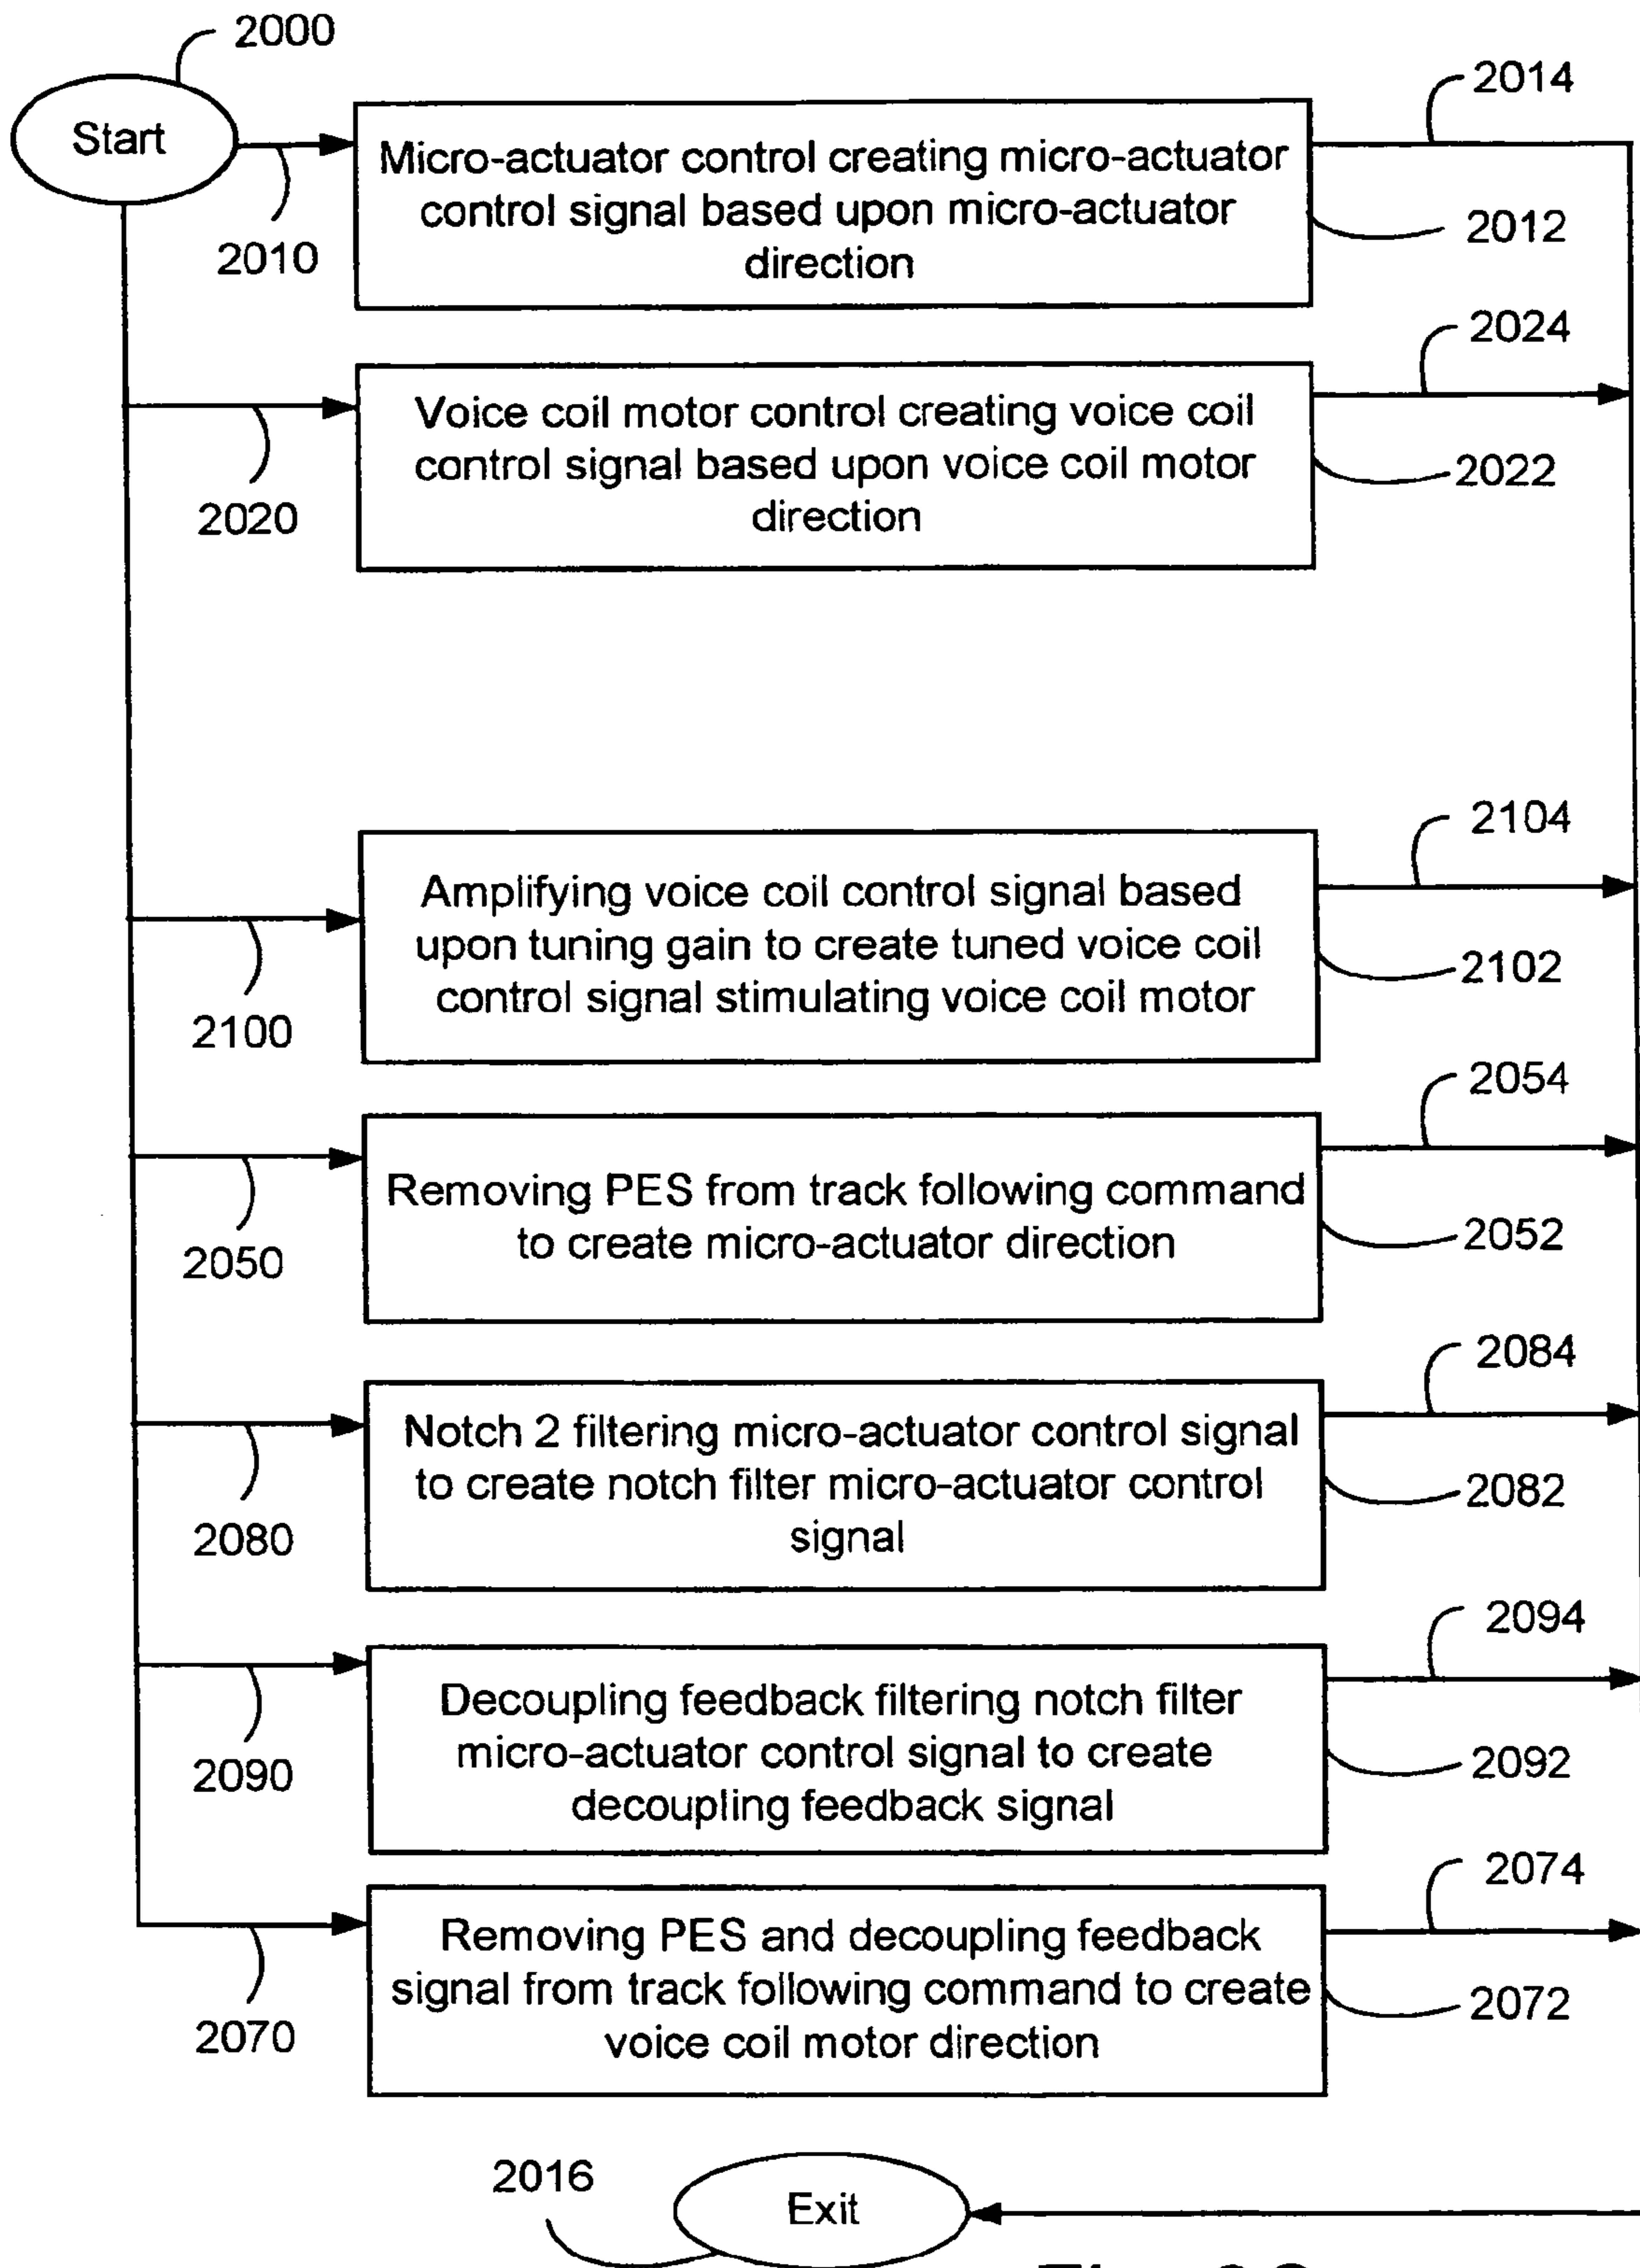 2000
Start
2010
2014
Micro-actuator control creating micro-actuator
control signal based upon micro-actuator
direction
2012
2024
Voice coil motor control creating voice coil
control signal based upon voice coil motor
direction
2022
2020
2104
Amplifying voice coil control signal based
upon tuning gain to create tuned voice coil
control signal stimulating voice coil motor
2102
2100
2054
Removing PES from track following command
to create micro-actuator direction
2052
2050
2084
Notch 2 filtering micro-actuator control signal
to create notch filter micro-actuator control
signal
2082
2080
2094
Decoupling feedback filtering notch filter
micro-actuator control signal to create
decoupling feedback signal
2092
2090
2074
Removing PES and decoupling feedback
signal from track following command to create
voice coil motor direction
2072
2070
2016
Exit